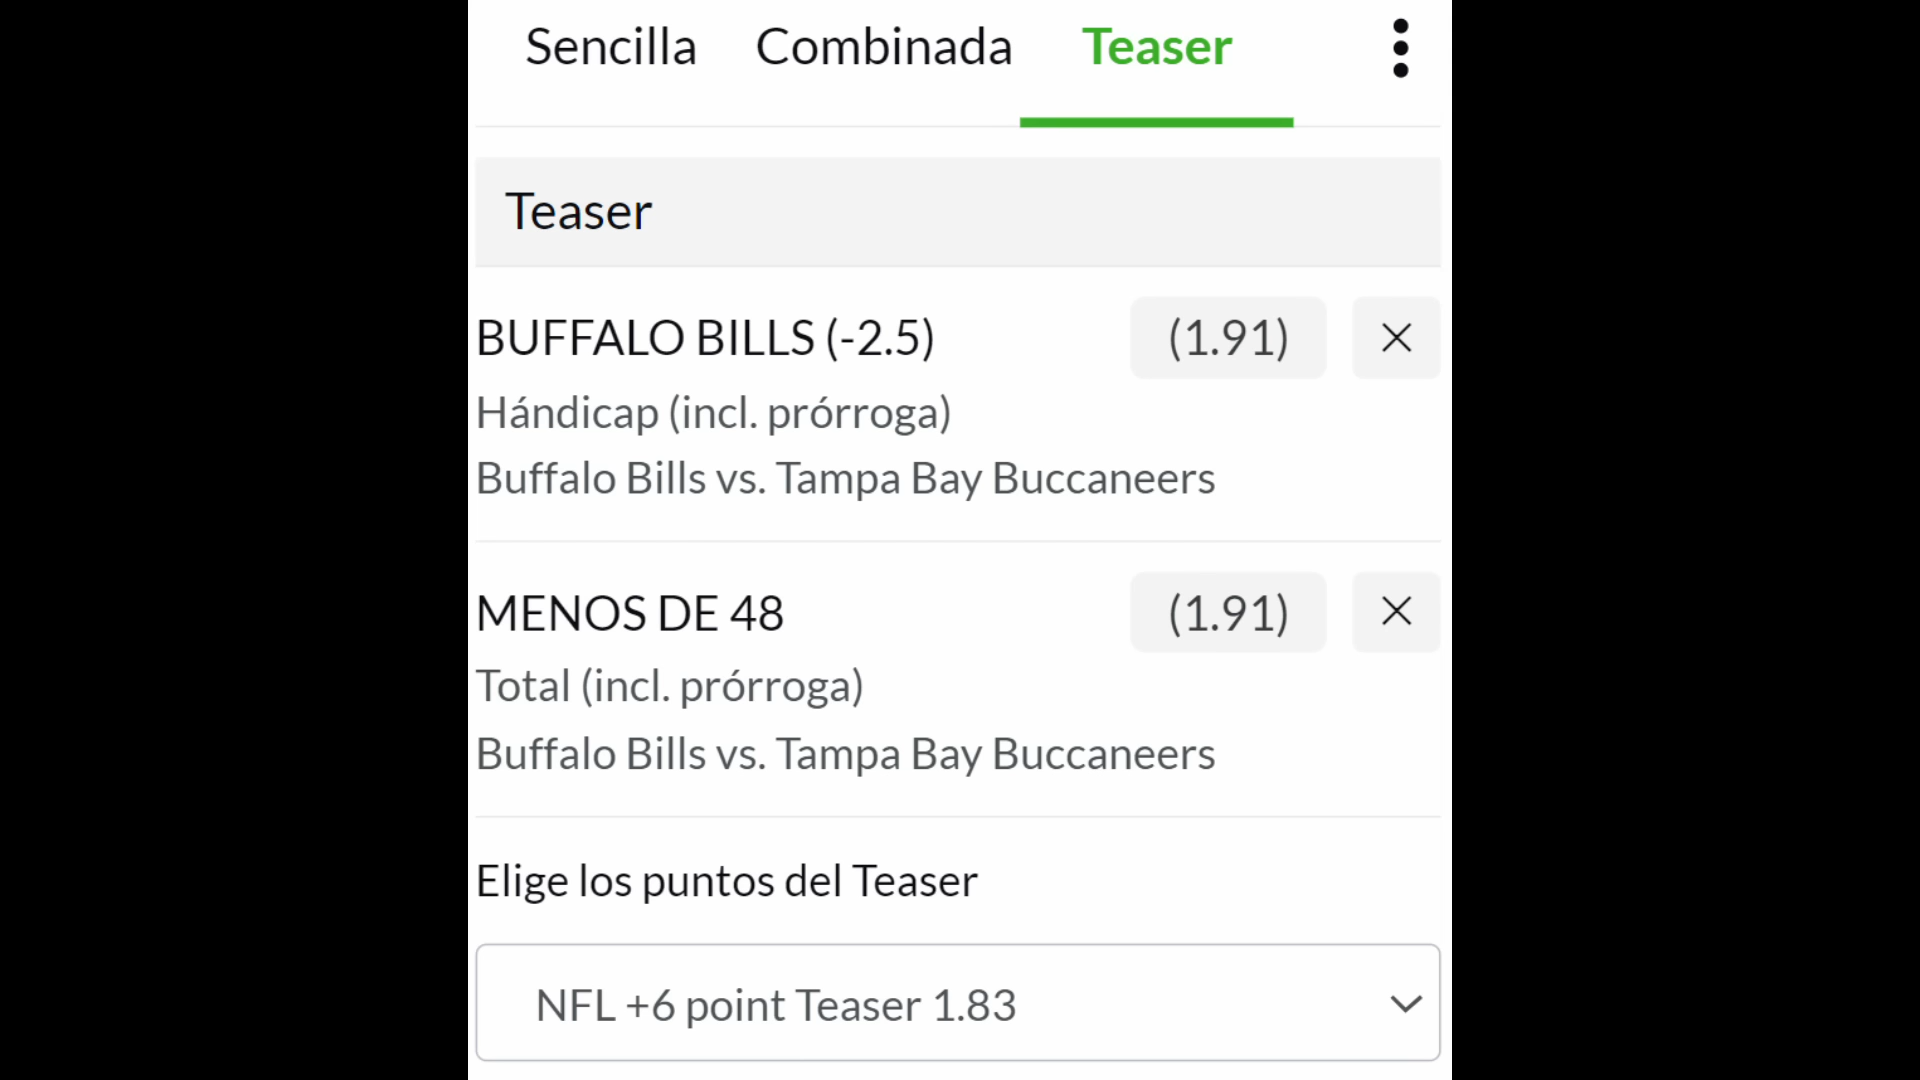 Sencilla Combinada Teaser
Teaser
BUFFALO BILLS (-2.5) (1.91)
Hándicap (incl. prórroga)
Buffalo Bills vs. Tampa Bay Buccaneers
MENOS DE 48 (1.91)
Total (incl. prórroga)
Buffalo Bills vs. Tampa Bay Buccaneers
Elige los puntos del Teaser
NFL +6 point Teaser 1.83